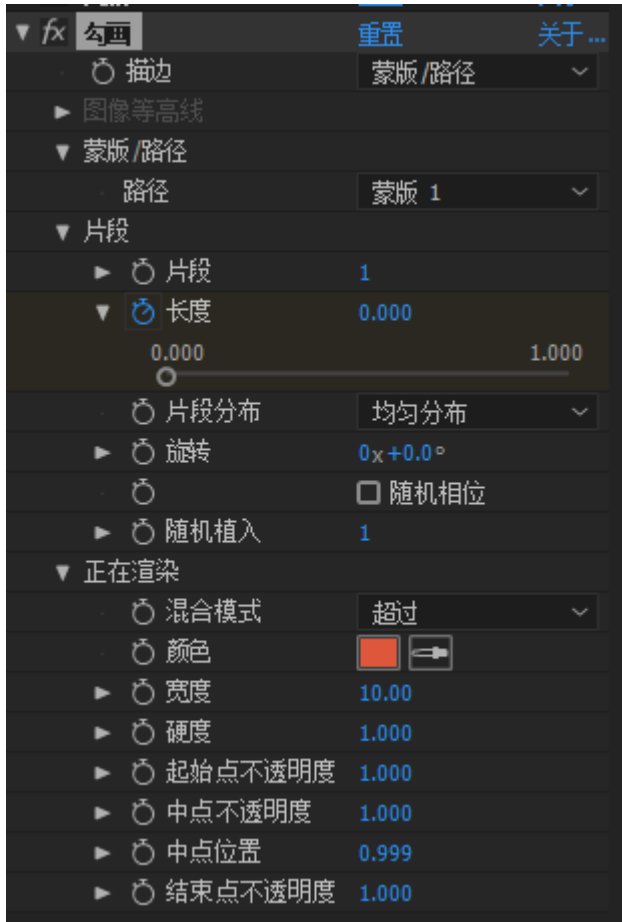 fx 勾画 重置 关于...
描边 蒙版/路径
图像等高线
蒙版/路径
路径 蒙版 1
片段
片段 1
长度 0.000
0.000 1.000
片段分布 均匀分布
旋转 0x+0.0°
随机相位
随机植入 1
正在渲染
混合模式 超过
颜色
宽度 10.00
硬度 1.000
起始点不透明度 1.000
中点不透明度 1.000
中点位置 0.999
结束点不透明度 1.000